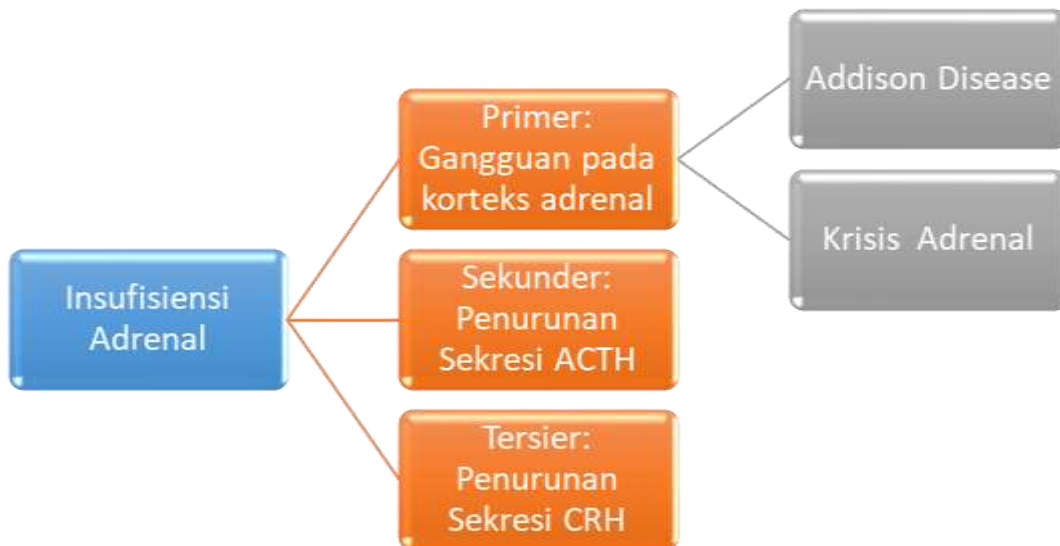 Insufisiensi
Adrenal
Primer:
Gangguan pada
korteks adrenal
Addison Disease
Krisis Adrenal
Sekunder:
Penurunan
Sekresi ACTH
Tersier:
Penurunan
Sekresi CRH